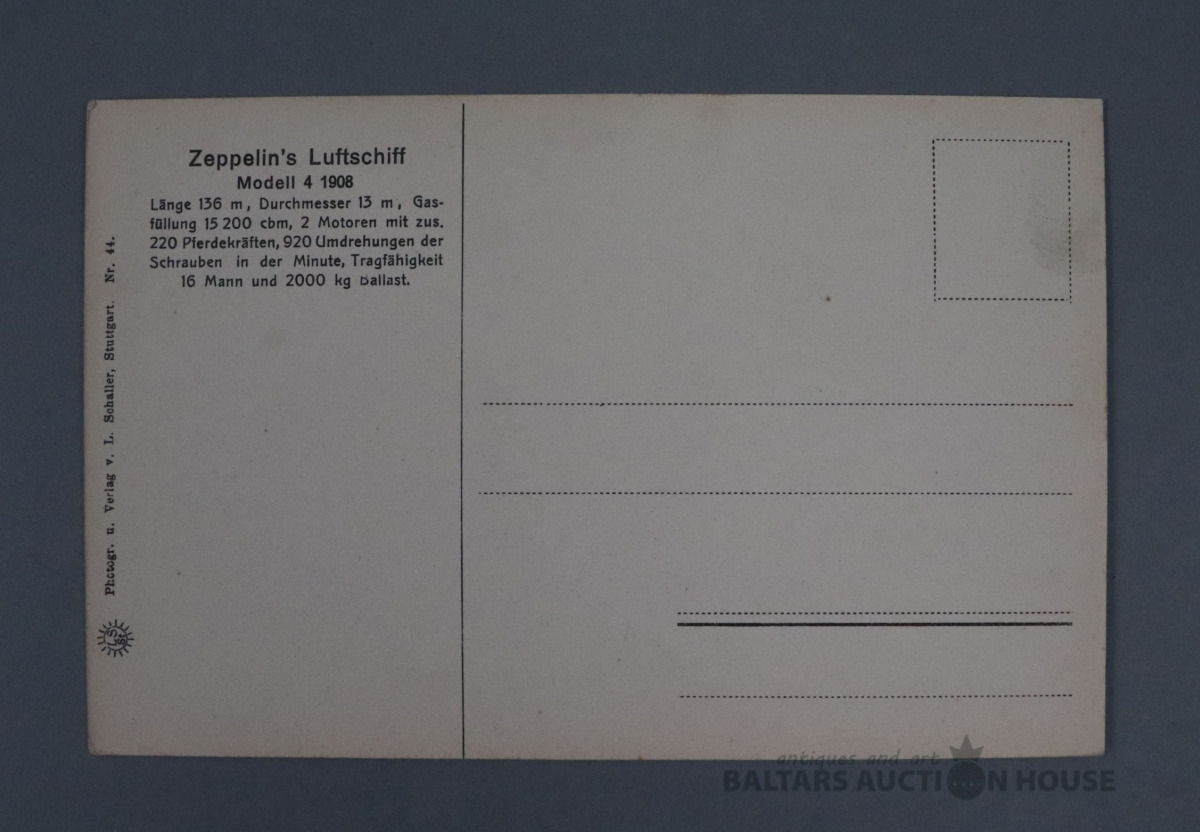 Zeppelin's Luftschiff
Modell 4 1908
Länge 136 m, Durchmesser 13 m, Gas-
füllung 15 200 cbm, 2 Motoren mit zus.
220 Pferdekräften, 920 Umdrehungen der
Schrauben in der Minute, Tragfähigkeit
16 Mann und 2000 kg Ballast.
Photogr. u. Verlag v. L. Schaller, Stuttgart. Nr. 44.
LSSt
antiques and art
BALTARS AUCTION HOUSE